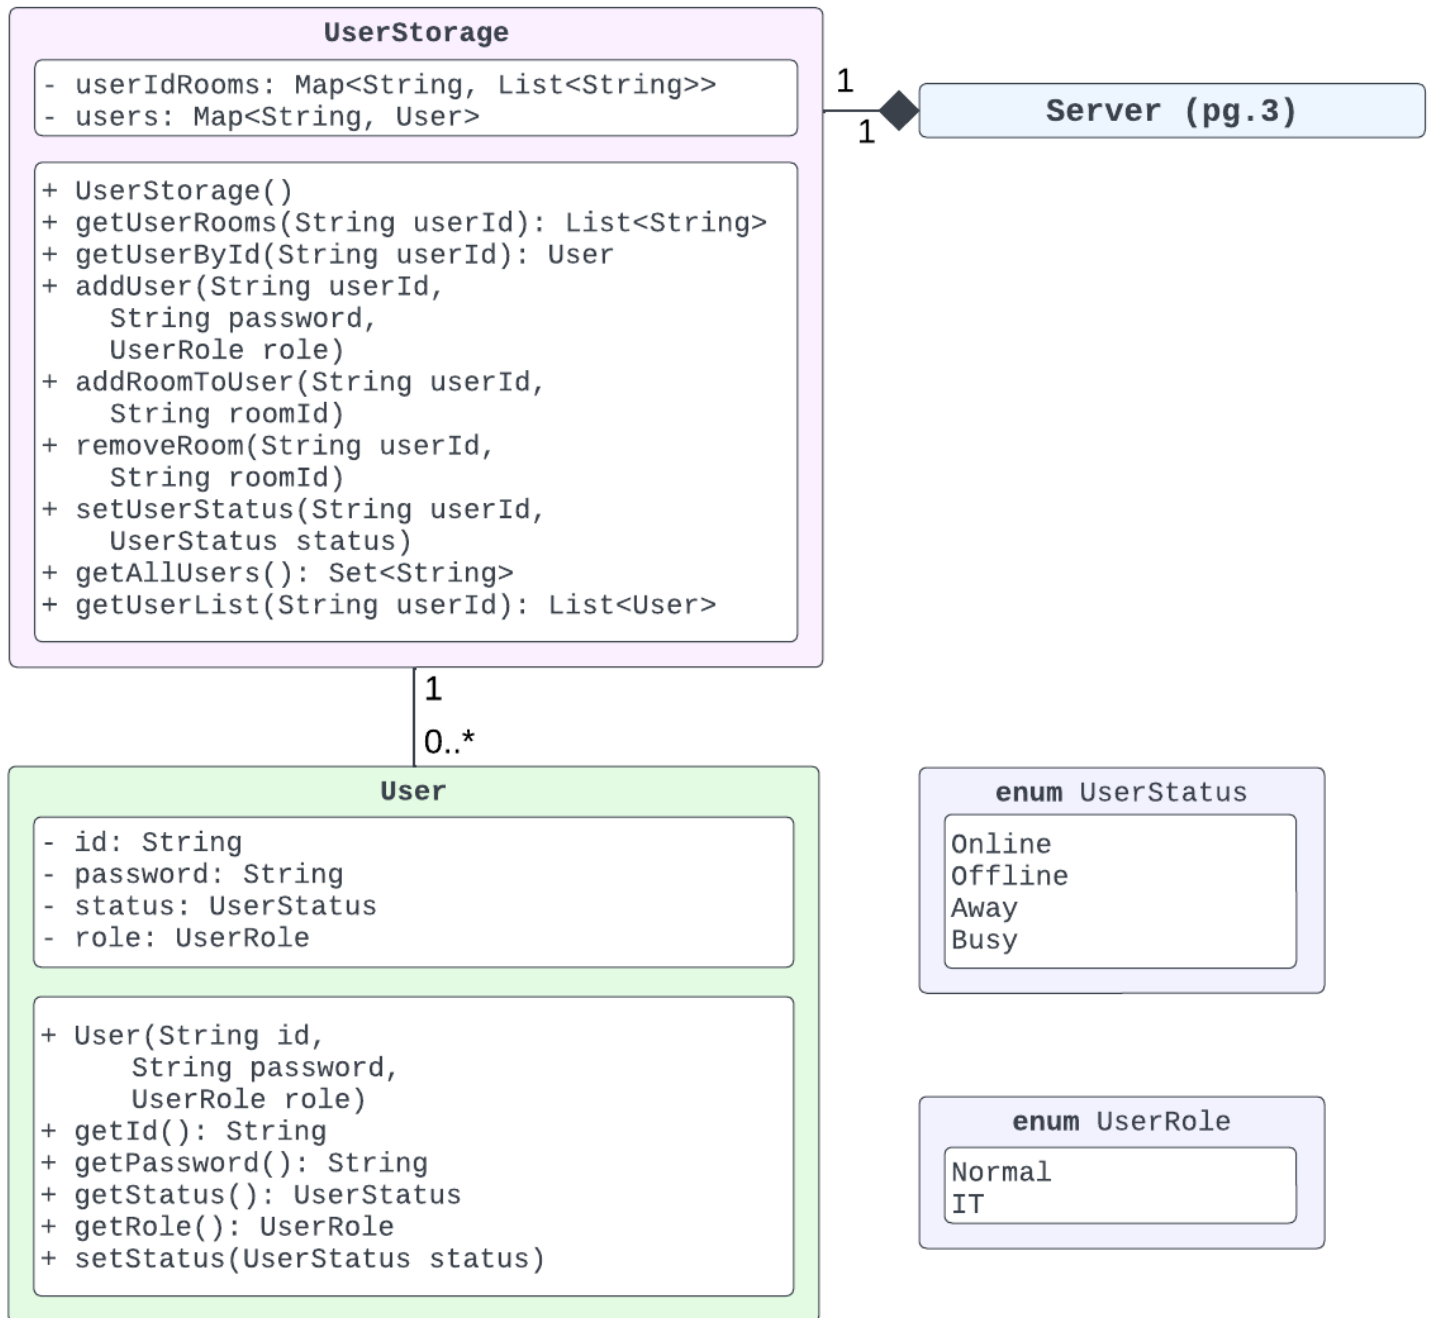 UserStorage
- userIdRooms: Map<String, List<String>>
- users: Map<String, User>
+ UserStorage()
+ getUserRooms(String userId): List<String>
+ getUserById(String userId): User
+ addUser(String userId,
String password,
UserRole role)
+ addRoomToUser(String userId,
String roomId)
+ removeRoom(String userId,
String roomId)
+ setUserStatus(String userId,
UserStatus status)
+ getAllUsers(): Set<String>
+ getUserList(String userId): List<User>
1
1
Server (pg.3)
1
0..*
User
- id: String
- password: String
- status: UserStatus
- role: UserRole
+ User(String id,
String password,
UserRole role)
+ getId(): String
+ getPassword(): String
+ getStatus(): UserStatus
+ getRole(): UserRole
+ setStatus(UserStatus status)
enum UserStatus
Online
Offline
Away
Busy
enum UserRole
Normal
IT